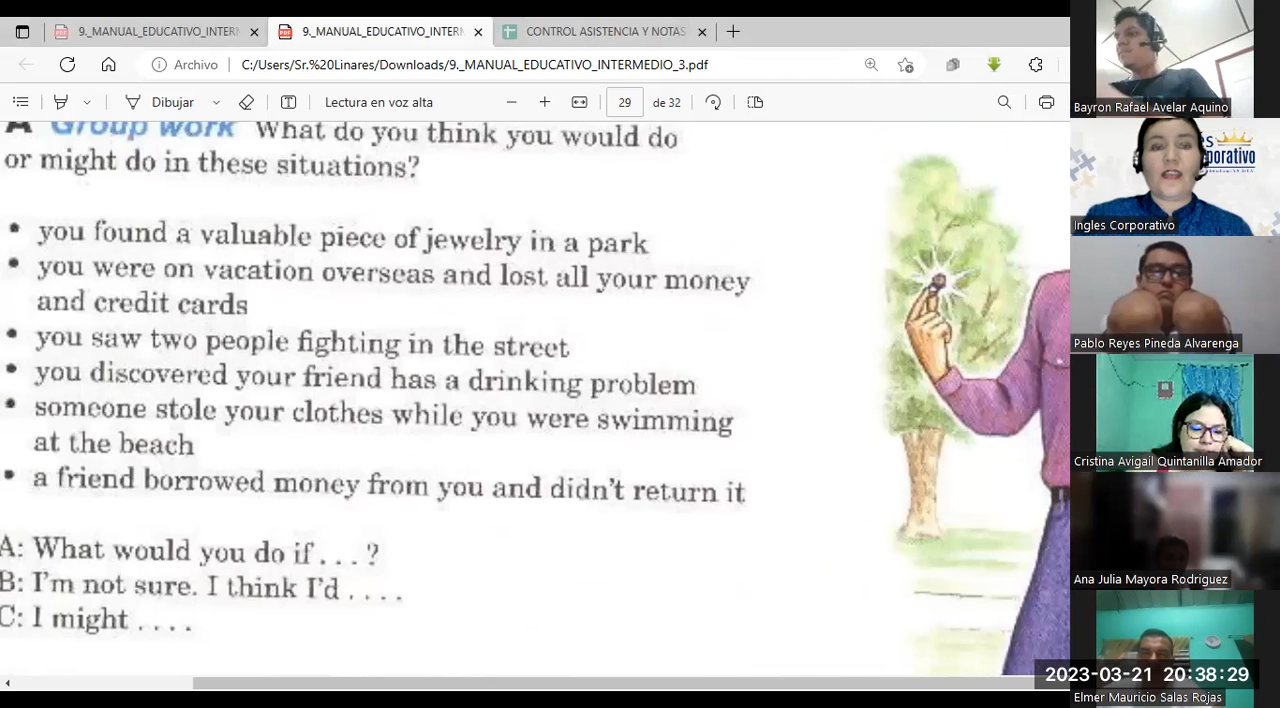 9._MANUAL_EDUCATIVO_INTERM
9._MANUAL_EDUCATIVO_INTERM
CONTROL ASISTENCIA Y NOTAS
Archivo
C:/Users/Sr.%20Linares/Downloads/9._MANUAL_EDUCATIVO_INTERMEDIO_3.pdf
Dibujar
Lectura en voz alta
29
de 32
A Group work What do you think you would do
or might do in these situations?
• you found a valuable piece of jewelry in a park
• you were on vacation overseas and lost all your money
and credit cards
• you saw two people fighting in the street
• you discovered your friend has a drinking problem
• someone stole your clothes while you were swimming
at the beach
• a friend borrowed money from you and didn't return it
A: What would you do if . . . ?
B: I'm not sure. I think I'd . . . .
C: I might . . . .
Bayron Rafael Avelar Aquino
porativo
Ingles Corporativo
Pablo Reyes Pineda Alvarenga
Cristina Avigail Quintanilla Amador
Ana Julia Mayora Rodriguez
2023-03-21 20:38:29
Elmer Mauricio Salas Rojas